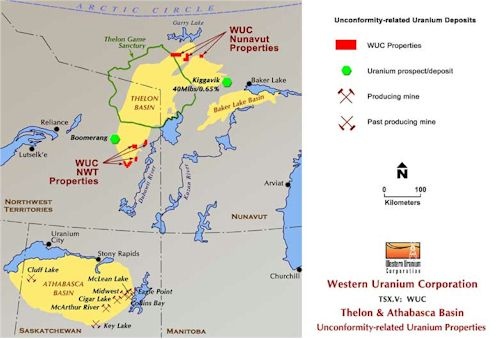 ARCTIC CIRCLE
Garry Lake
WUC
Nunavut
Properties
Thelon Game
Sanctuary
Kiggavik
40Mlbs/0.65%
Baker Lake
THELON
BASIN
Baker Lake Basin
Reliance
Boomerang
Lutselk'e
WUC
NWT
Properties
Dubawnt River
Kazan River
Arviat
NORTHWEST
TERRITORIES
NUNAVUT
Uranium
City
Stony Rapids
Churchill
ATHABASCA
BASIN
Cluff Lake
McLean Lake
Midwest
Eagle Point
Cigar Lake
Collins Bay
McArthur River
Key Lake
SASKATCHEWAN
MANITOBA
Unconformity-related Uranium Deposits
WUC Properties
Uranium prospect/deposit
Producing mine
Past producing mine
N
0 100
Kilometers
Western Uranium
Corporation
Western Uranium Corporation
TSX.V: WUC
Thelon & Athabasca Basin
Unconformity-related Uranium Properties